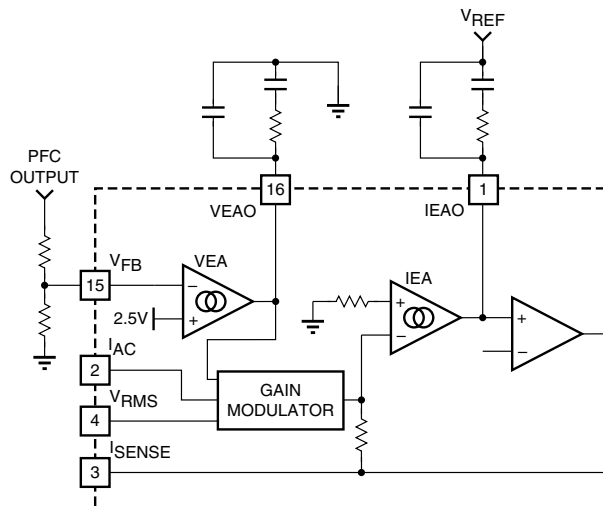 VREF
PFC
OUTPUT
16
1
VEAO
IEAO
VFB
VEA
IEA
15
−
+
2.5V
+
−
+
−
IAC
2
VRMS
GAIN
MODULATOR
4
ISENSE
3